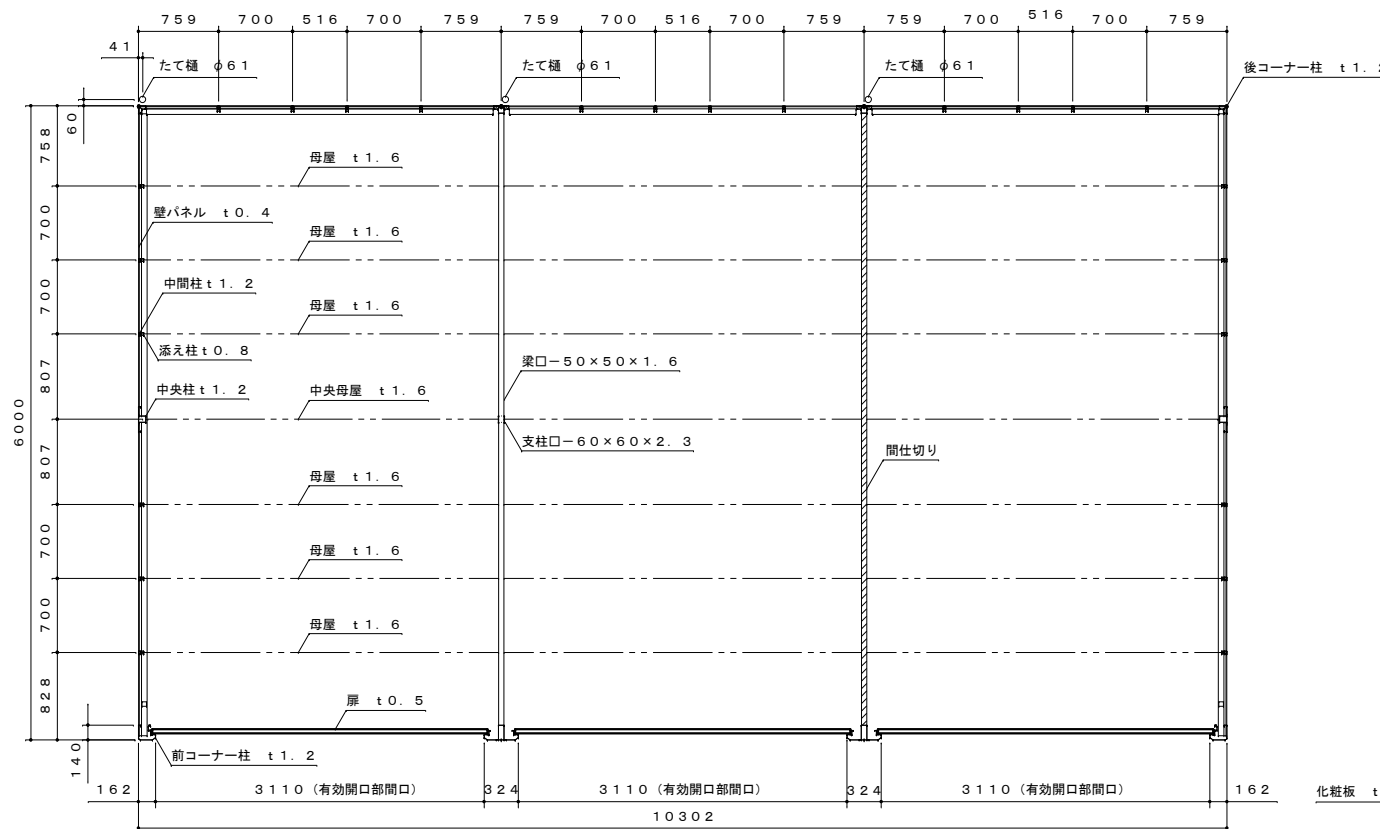 ７５９ ７００ ５１６ ７００ ７５９ ７５９ ７００ ５１６ ７００ ７５９ ７５９ ７００ ５１６ ７００ ７５９
４１
たて樋 φ６１ たて樋 φ６１ たて樋 φ６１
後コーナー柱 ｔ１．２
６０
７５８
母屋 ｔ１．６
壁パネル ｔ０．４
７００
母屋 ｔ１．６
７００
中間柱ｔ１．２
母屋 ｔ１．６
添え柱ｔ０．８
８０７
梁口－５０×５０×１．６
中央柱ｔ１．２
中央母屋 ｔ１．６
６０００
支柱口－６０×６０×２．３
間仕切り
８０７
母屋 ｔ１．６
７００
母屋 ｔ１．６
７００
母屋 ｔ１．６
８２８
扉 ｔ０．５
１４０
前コーナー柱 ｔ１．２
１６２ ３１１０（有効開口部間口） ３２４ ３１１０（有効開口部間口） ３２４ ３１１０（有効開口部間口） １６２
化粧板 ｔ
１０３０２